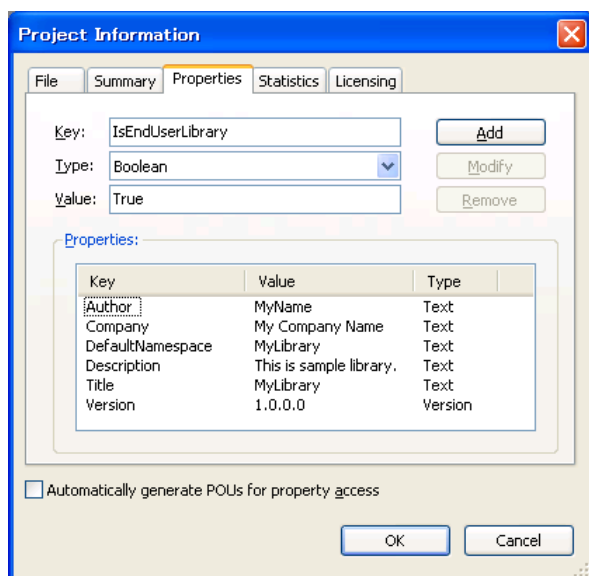 Project Information
File Summary Properties Statistics Licensing
Key: IsEndUserLibrary Add
Type: Boolean Modify
Value: True Remove
Properties:
Key Value Type
Author MyName Text
Company My Company Name Text
DefaultNamespace MyLibrary Text
Description This is sample library. Text
Title MyLibrary Text
Version 1.0.0.0 Version
Automatically generate POUs for property access
OK Cancel